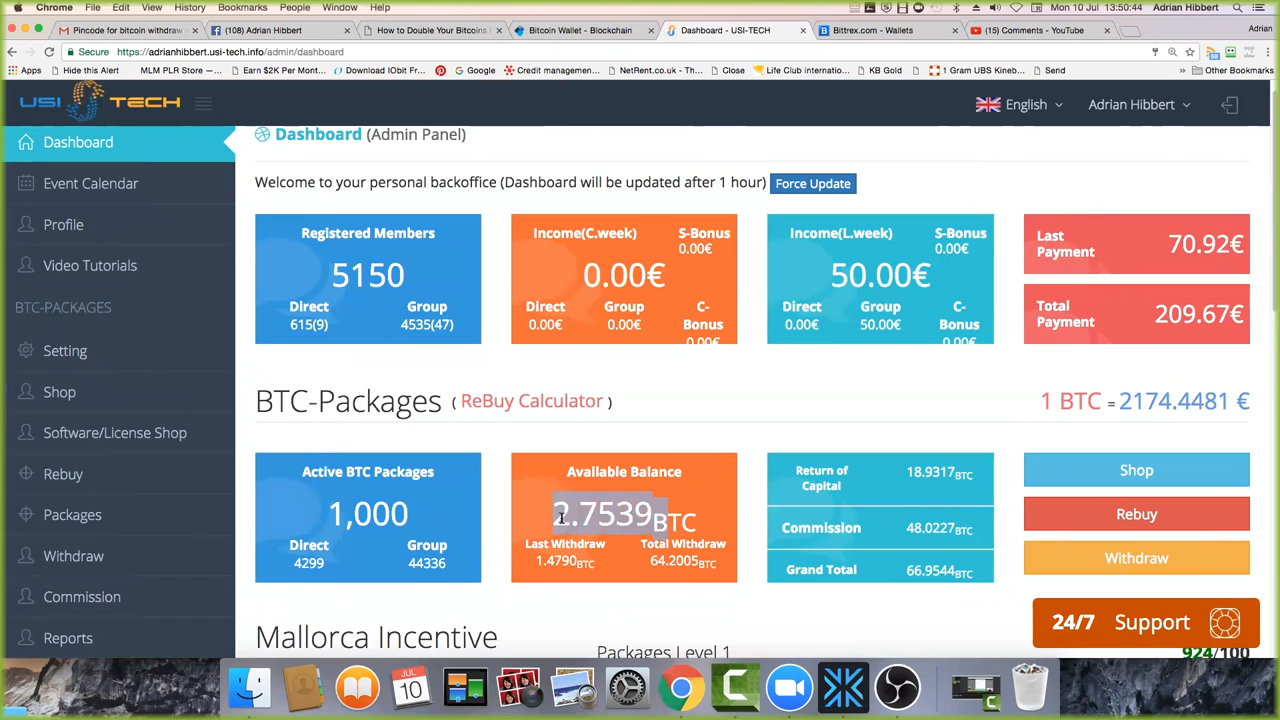 Chrome File Edit View History Bookmarks People Window Help
Mon 10 Jul 13:50:44 Adrian Hibbert
Pincode for bitcoin withdraw
(108) Adrian Hibbert
How to Double Your Bitcoins
Bitcoin Wallet - Blockchain
Dashboard - USI-TECH
Bittrex.com - Wallets
(15) Comments - YouTube
Adrian
Secure https://adrianhibbert.usi-tech.info/admin/dashboard
Apps Hide this Alert MLM PLR Store —... Earn $2K Per Mont... Download IObit Fr... Google Credit managemen... NetRent.co.uk - Th... Close Life Club internatio... KB Gold 1 Gram UBS Kineb... Send » Other Bookmarks
USI TECH
English
Adrian Hibbert
Dashboard
Event Calendar
Profile
Video Tutorials
BTC-PACKAGES
Setting
Shop
Software/License Shop
Rebuy
Packages
Withdraw
Commission
Reports
Dashboard (Admin Panel)
Welcome to your personal backoffice (Dashboard will be updated after 1 hour) Force Update
Registered Members
5150
Direct Group
615(9) 4535(47)
Income(C.week) S-Bonus
0.00€
0.00€
Direct Group C-Bonus
0.00€ 0.00€ 0.00€
Income(L.week) S-Bonus
0.00€
50.00€
Direct Group C-Bonus
0.00€ 50.00€ 0.00€
Last Payment 70.92€
Total Payment 209.67€
BTC-Packages ( ReBuy Calculator )
1 BTC = 2174.4481 €
Active BTC Packages
1,000
Direct Group
4299 44336
Available Balance
2.7539BTC
Last Withdraw Total Withdraw
1.4790BTC 64.2005BTC
Return of Capital 18.9317BTC
Commission 48.0227BTC
Grand Total 66.9544BTC
Shop
Rebuy
Withdraw
24/7 Support
Mallorca Incentive
Packages Level 1
924/100
JUL
10